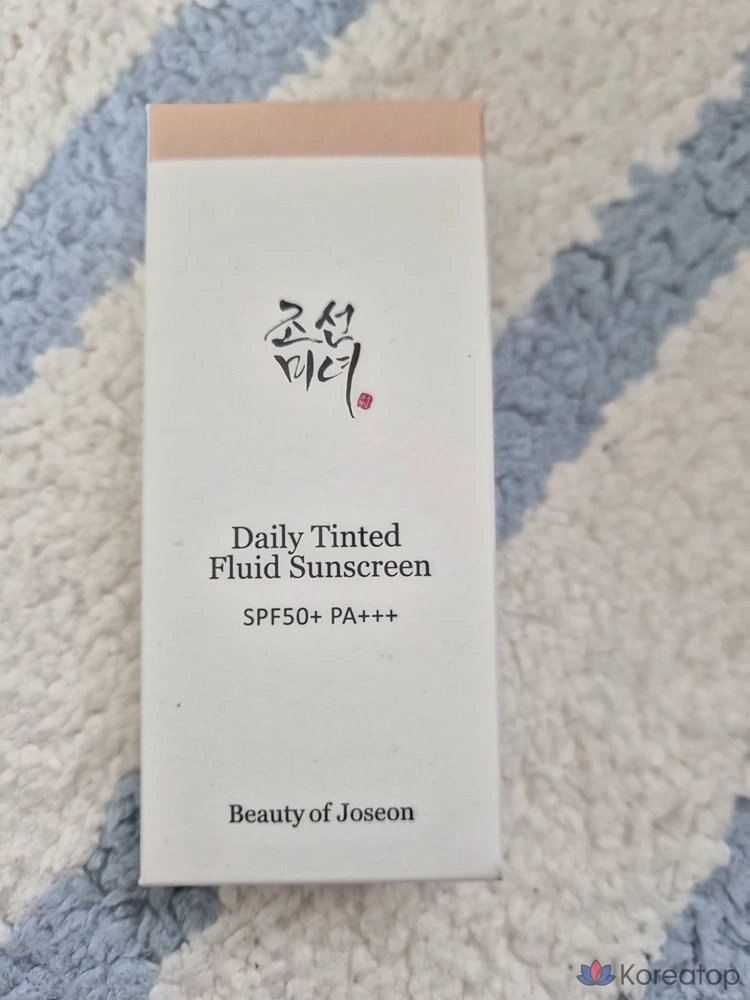 조선
미녀
Daily Tinted
Fluid Sunscreen
SPF50+ PA+++
Beauty of Joseon
Koreatop